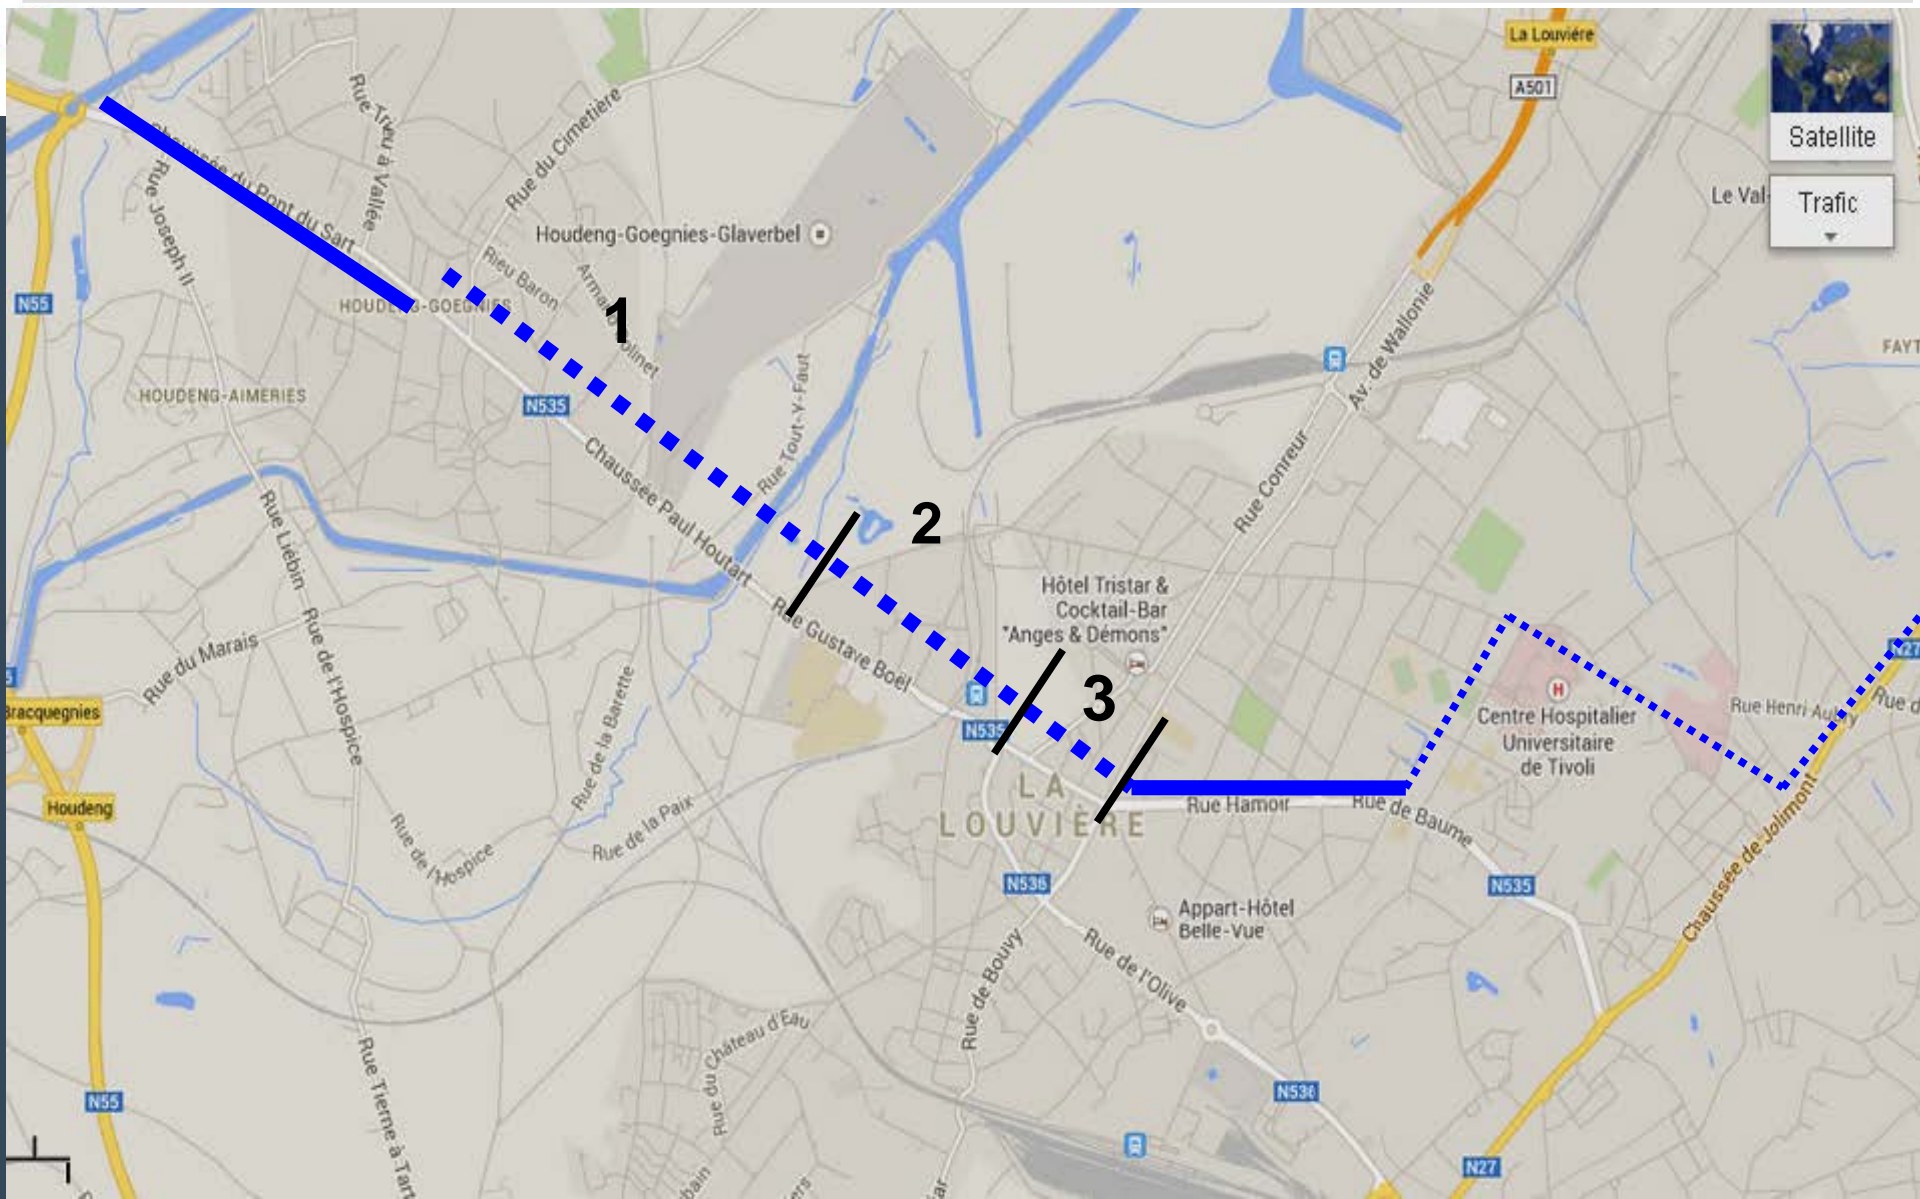 La Louvière
A501
Satellite
Trafic
Le Val-
Rue Trieu à Vallée
Rue du Cimetière
Chaussée du Pont du Sart
Rue Joseph II
Houdeng-Goegnies-Glaverbel
Rieu Baron
N55
HOUDENG-GOEGNIES
1
Av. de Wallonie
FAYT
HOUDENG-AIMERIES
N535
Rue Tout-Y-Faut
Chaussée Paul Houtart
Rue Conreur
Rue Liébin
2
Hôtel Tristar &
Cocktail-Bar
"Anges & Démons"
Rue Gustave Boël
Rue du Marais
Rue de l'Hospice
Rue de la Barette
3
N27
Bracquegnies
N535
Centre Hospitalier
Universitaire
de Tivoli
Rue Henri Aubry
Rue d
LA
LOUVIÈRE
Rue Hamoir
Rue de Baume
Houdeng
Rue de la Paix
Rue de l'Hospice
Chaussée de Jolimont
N536
N535
Appart-Hôtel
Belle-Vue
Rue de Bouvy
Rue de l'Olive
Rue du Château d'Eau
Rue Tierne à Tart
N55
N536
N27
H